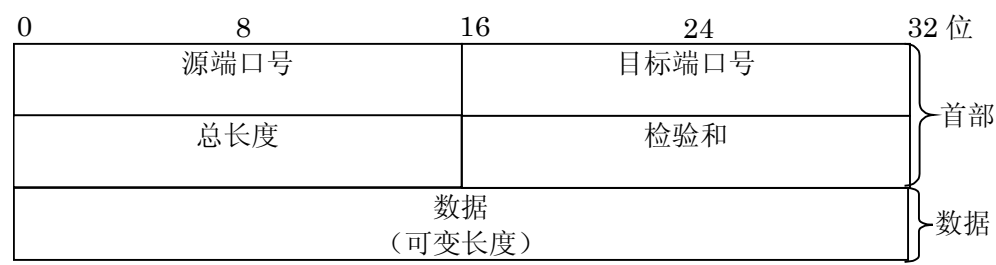 0 8 16 24 32 位
源端口号 目标端口号
首部
总长度 检验和
数据
（可变长度）
数据